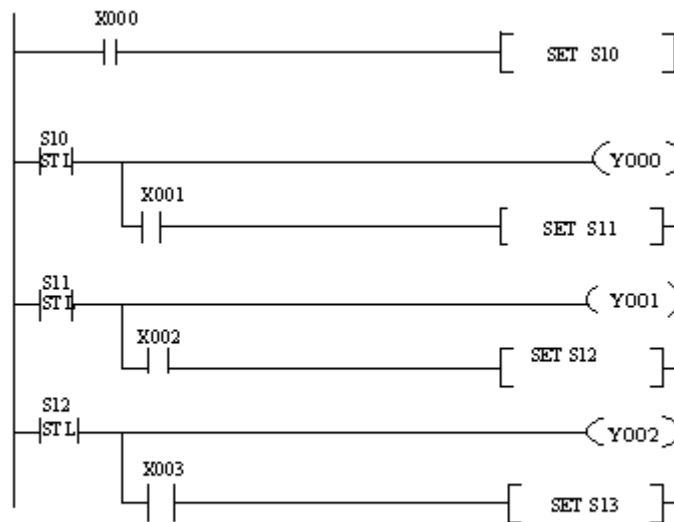 X000
SET S10
S10
STL
Y000
X001
SET S11
S11
STL
Y001
X002
SET S12
S12
STL
Y002
X003
SET S13